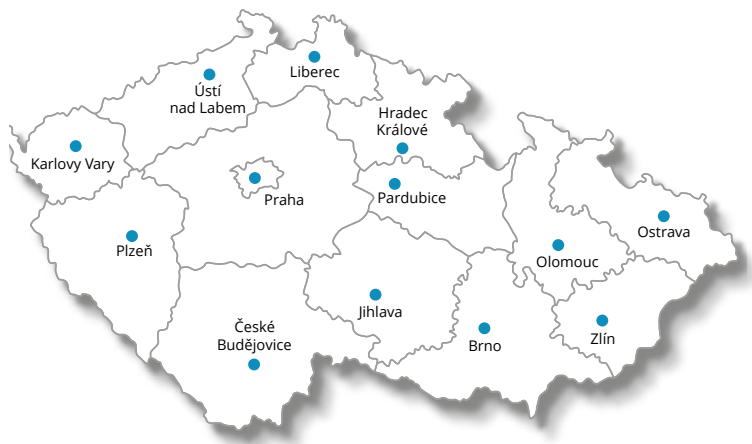 Liberec
Ústí
nad Labem
Hradec
Králové
Karlovy Vary
Praha
Pardubice
Plzeň
Ostrava
Olomouc
Jihlava
České
Budějovice
Brno
Zlín